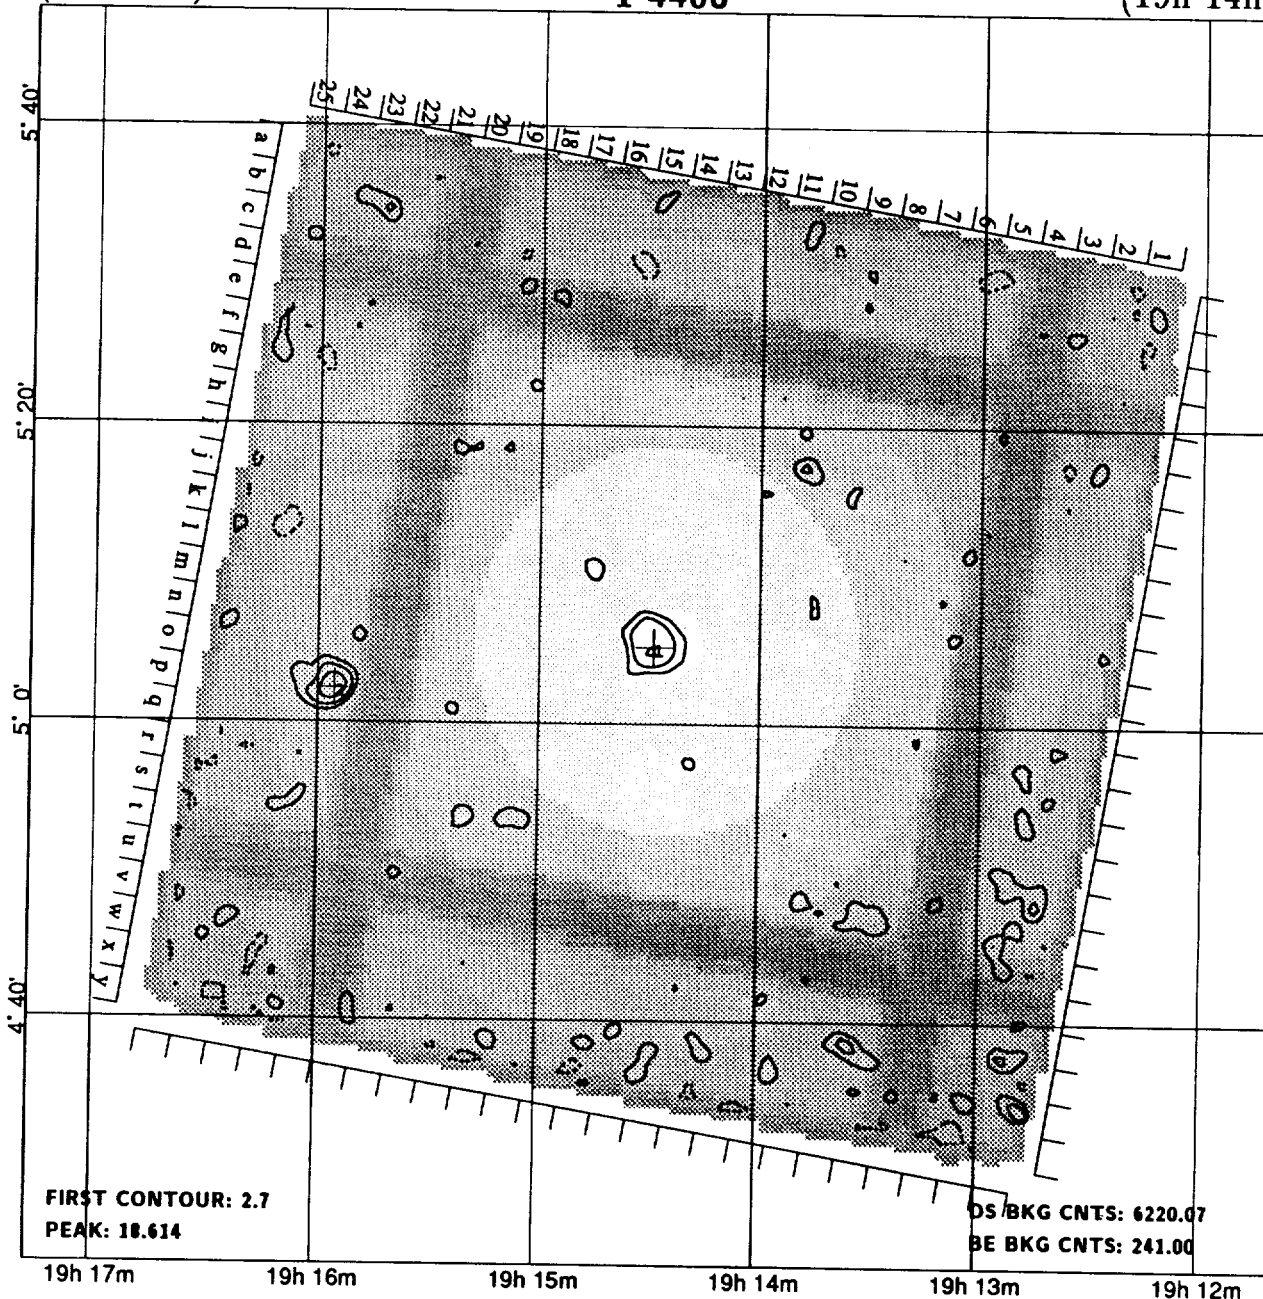 25 24 23 22 21 20 19 18 17 16 15 14 13 12 11 10 9 8 7 6 5 4 3 2 1
a b c d e f g h i j k l m n o p q r s t u v w x y
5° 40'
5° 20'
5° 0'
4° 40'
FIRST CONTOUR: 2.7
PEAK: 18.614
DS BKG CNTS: 6220.07
BE BKG CNTS: 241.00
19h 17m 19h 16m 19h 15m 19h 14m 19h 13m 19h 12m